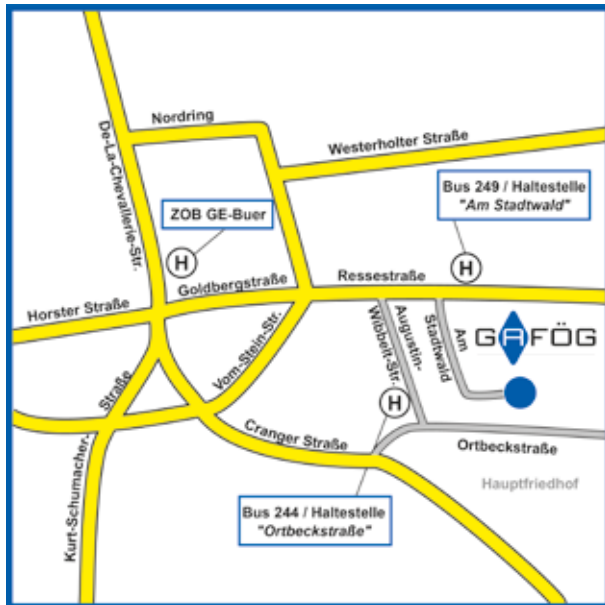 Nordring
De-La-Chevallerie-Str.
Westerholter Straße
Bus 249 / Haltestelle
"Am Stadtwald"
ZOB GE-Buer
H
H
Goldbergstraße
Ressestraße
Horster Straße
Vom-Stein-Str.
Augustin-
Wibbelt-Str.
Am
Stadtwald
GAFÖG
Kurt-Schumacher-
Straße
H
Cranger Straße
Ortbeckstraße
Hauptfriedhof
Bus 244 / Haltestelle
"Ortbeckstraße"